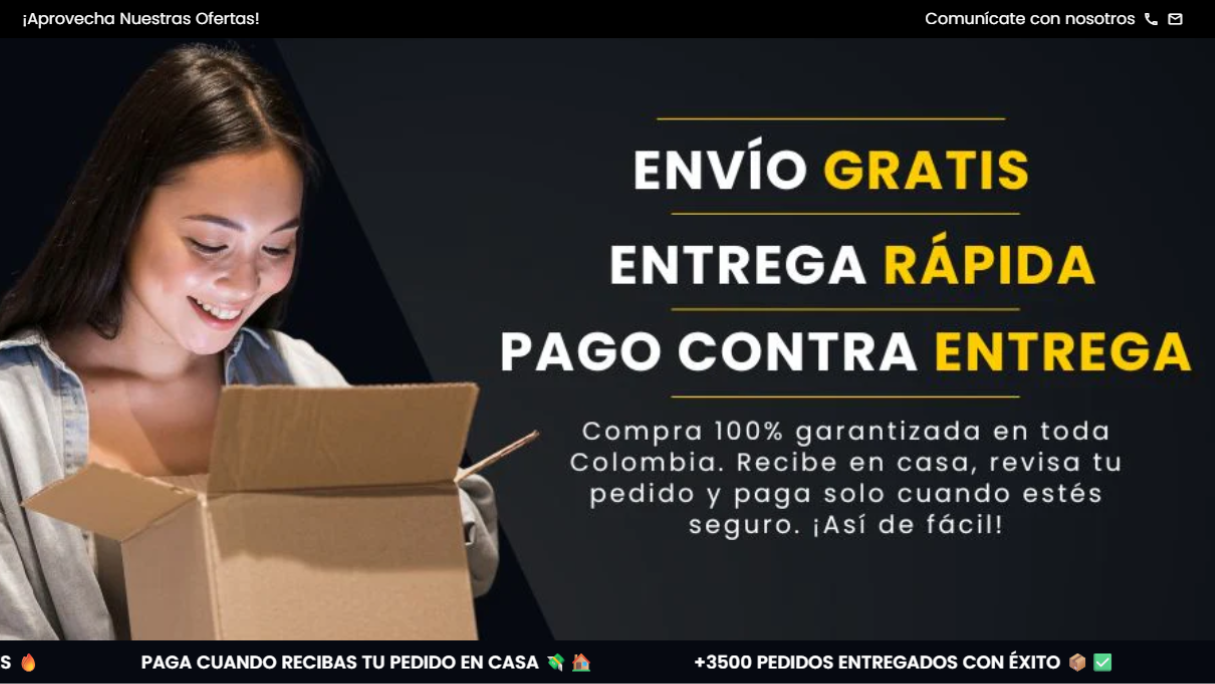 ¡Aprovecha Nuestras Ofertas!
Comunícate con nosotros
ENVÍO GRATIS
ENTREGA RÁPIDA
PAGO CONTRA ENTREGA
Compra 100% garantizada en toda
Colombia. Recibe en casa, revisa tu
pedido y paga solo cuando estés
seguro. ¡Así de fácil!
S 🔥 PAGA CUANDO RECIBAS TU PEDIDO EN CASA 💸 🏠 +3500 PEDIDOS ENTREGADOS CON ÉXITO 📦 ✅